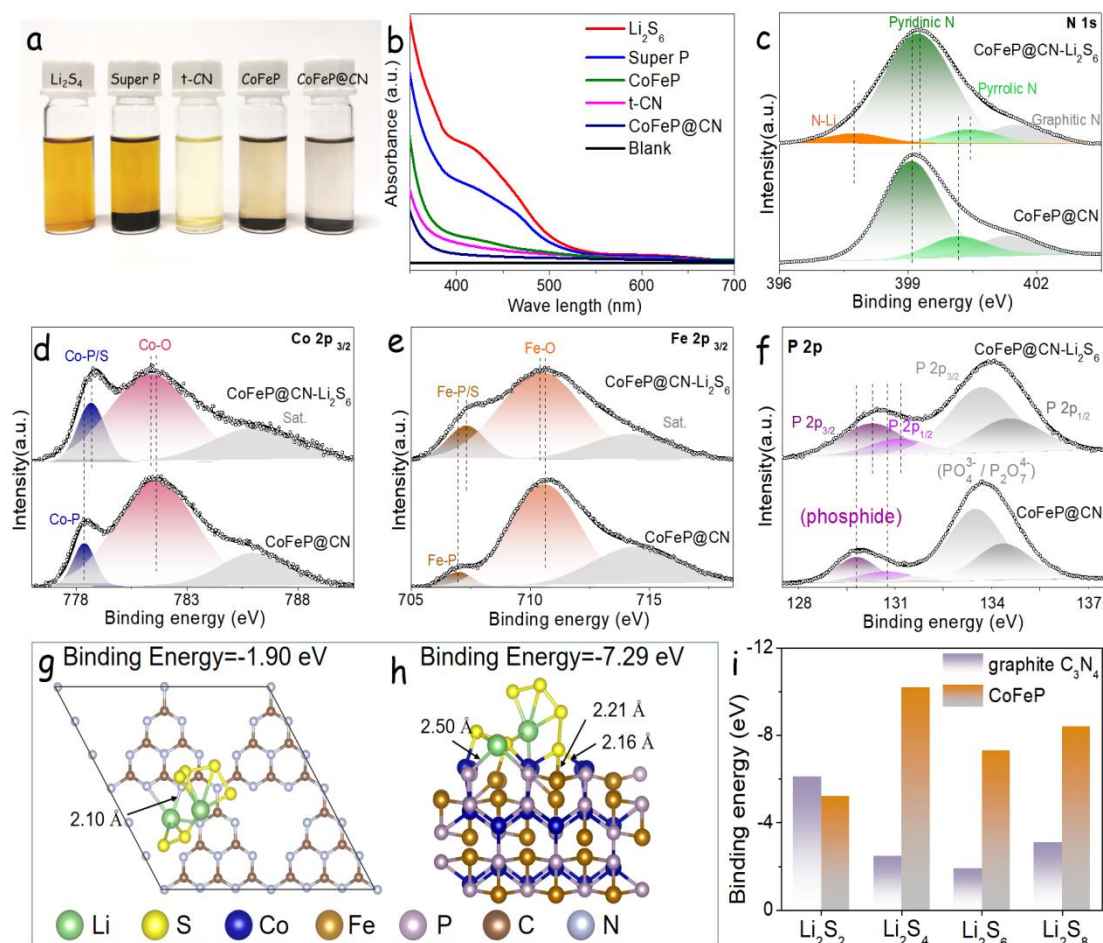 a
Li₂S₄
Super P
t-CN
CoFeP
CoFeP@CN
b
Absorbance (a.u.)
Li₂S₆
Super P
CoFeP
t-CN
CoFeP@CN
Blank
400 500 600 700
Wave length (nm)
c
N 1s
Pyridinic N
CoFeP@CN-Li₂S₆
Pyrrolic N
N-Li
Graphitic N
CoFeP@CN
Intensity(a.u.)
396 399 402
Binding energy (eV)
d
Co 2p 3/2
Co-P/S
Co-O
CoFeP@CN-Li₂S₆
Sat.
Co-P
CoFeP@CN
Intensity(a.u.)
778 783 788
Binding energy (eV)
e
Fe 2p 3/2
Fe-O
Fe-P/S
CoFeP@CN-Li₂S₆
Sat.
Fe-P
CoFeP@CN
Intensity(a.u.)
705 710 715
Binding energy (eV)
f
P 2p
CoFeP@CN-Li₂S₆
P 2p3/2
P 2p1/2
P 2p3/2
P 2p1/2
(PO₄³⁻ / P₂O₇⁴⁻)
CoFeP@CN
(phosphide)
Intensity(a.u.)
128 131 134 137
Binding energy (eV)
g
Binding Energy=-1.90 eV
2.10 Å
h
Binding Energy=-7.29 eV
2.50 Å
2.21 Å
2.16 Å
Li S Co Fe P C N
i
graphite C₃N₄
CoFeP
Binding energy (eV)
-12
-8
-4
0
Li₂S₂ Li₂S₄ Li₂S₆ Li₂S₈